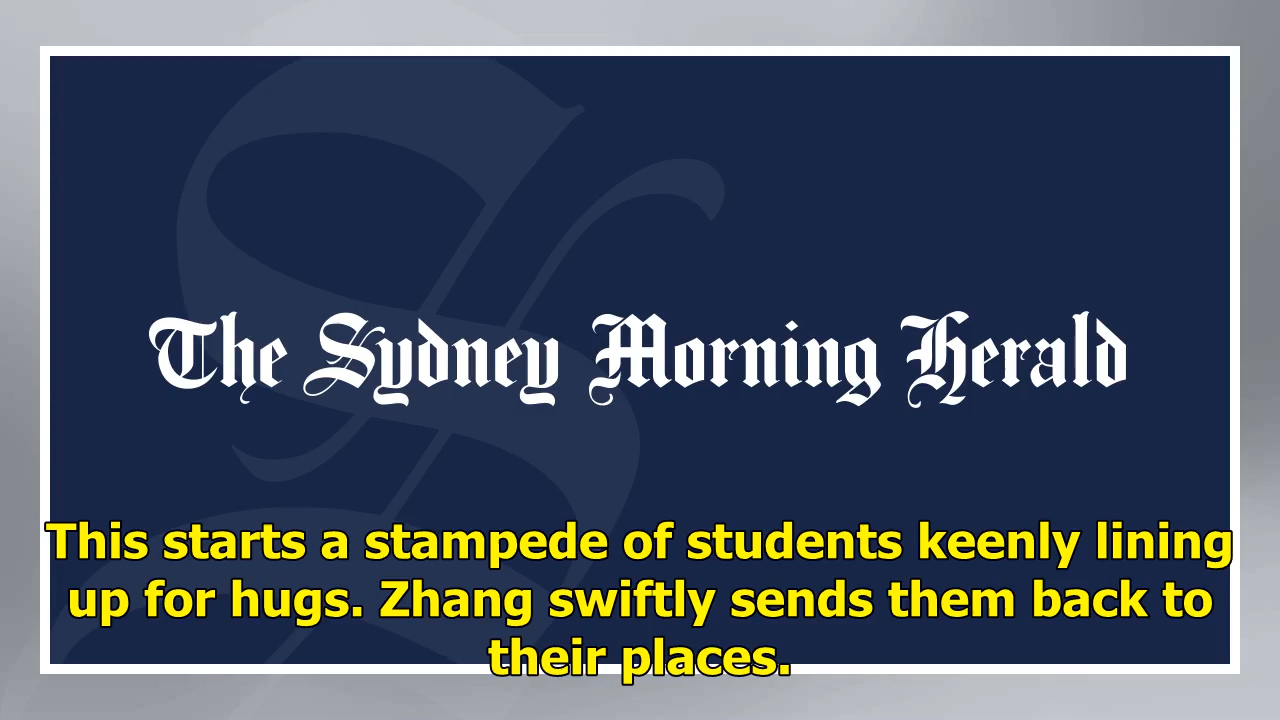 The Sydney Morning Herald
This starts a stampede of students keenly lining
up for hugs. Zhang swiftly sends them back to
their places.